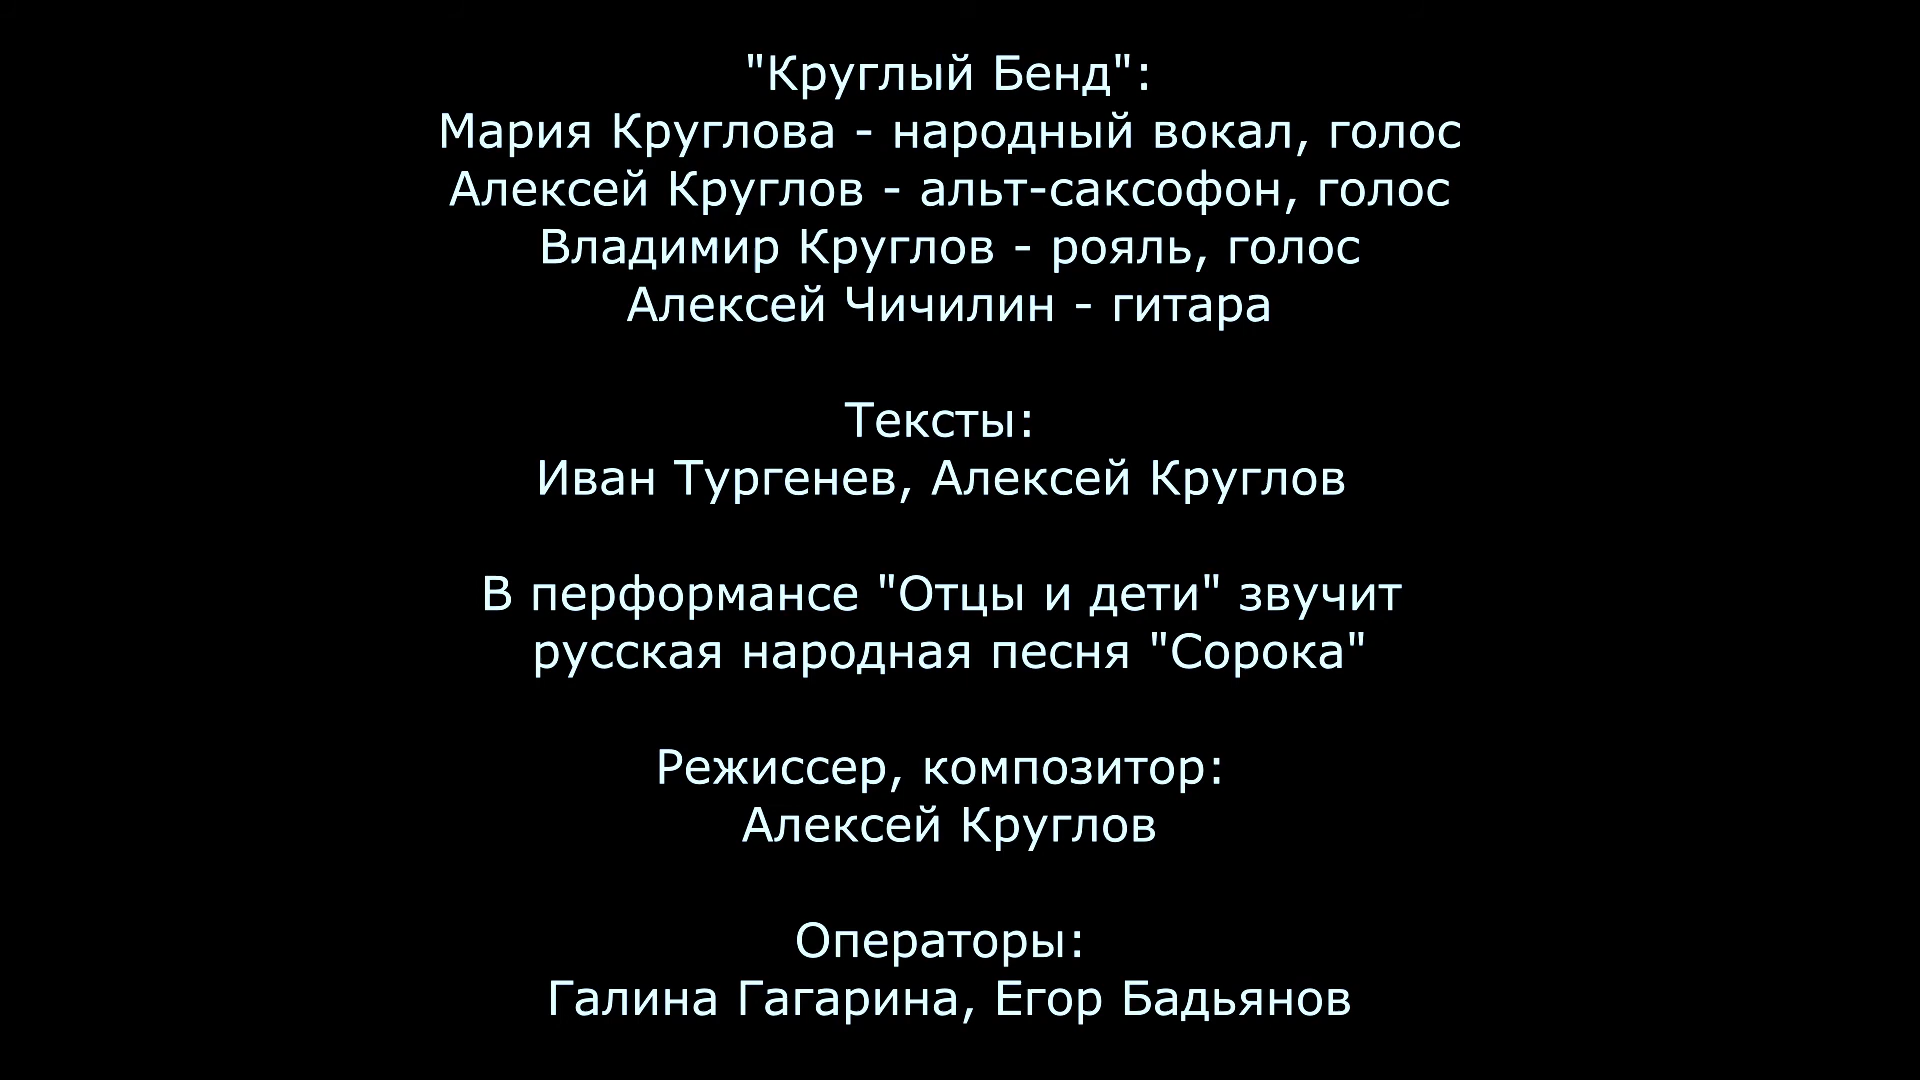 "Круглый Бенд":
Мария Круглова - народный вокал, голос
Алексей Круглов - альт-саксофон, голос
Владимир Круглов - рояль, голос
Алексей Чичилин - гитара
Тексты:
Иван Тургенев, Алексей Круглов
В перформансе "Отцы и дети" звучит
русская народная песня "Сорока"
Режиссер, композитор:
Алексей Круглов
Операторы:
Галина Гагарина, Егор Бадьянов